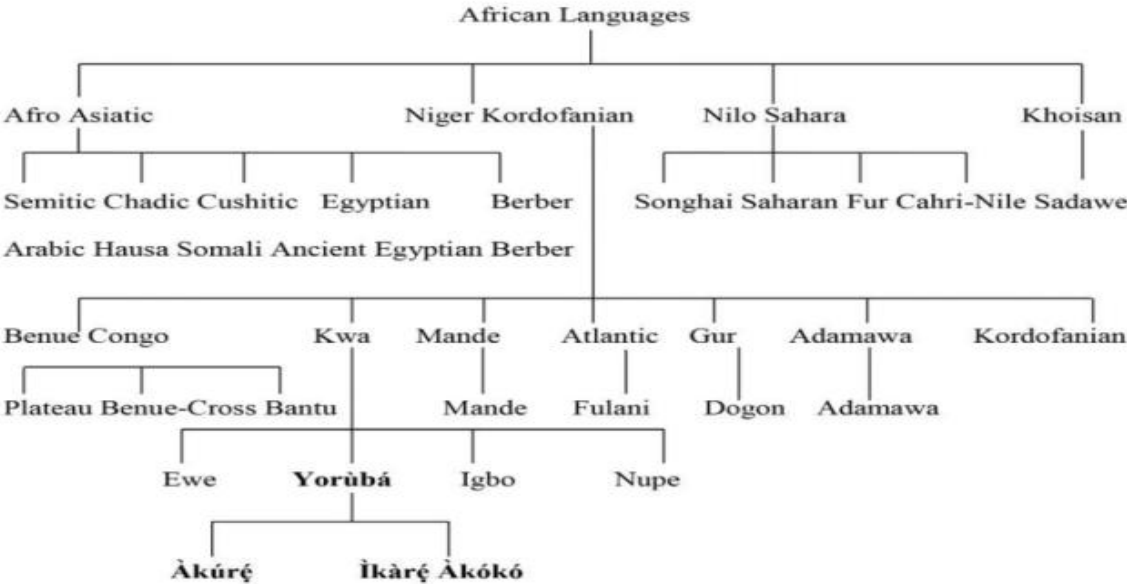 African Languages
Afro Asiatic Niger Kordofanian Nilo Sahara Khoisan
Semitic Chadic Cushitic Egyptian Berber Songhai Saharan Fur Cahri-Nile Sadawe
Arabic Hausa Somali Ancient Egyptian Berber
Benue Congo Kwa Mande Atlantic Gur Adamawa Kordofanian
Plateau Benue-Cross Bantu Mande Fulani Dogon Adamawa
Ewe Yorùbá Igbo Nupe
Àkúrẹ́ Ìkàrẹ́ Àkókó